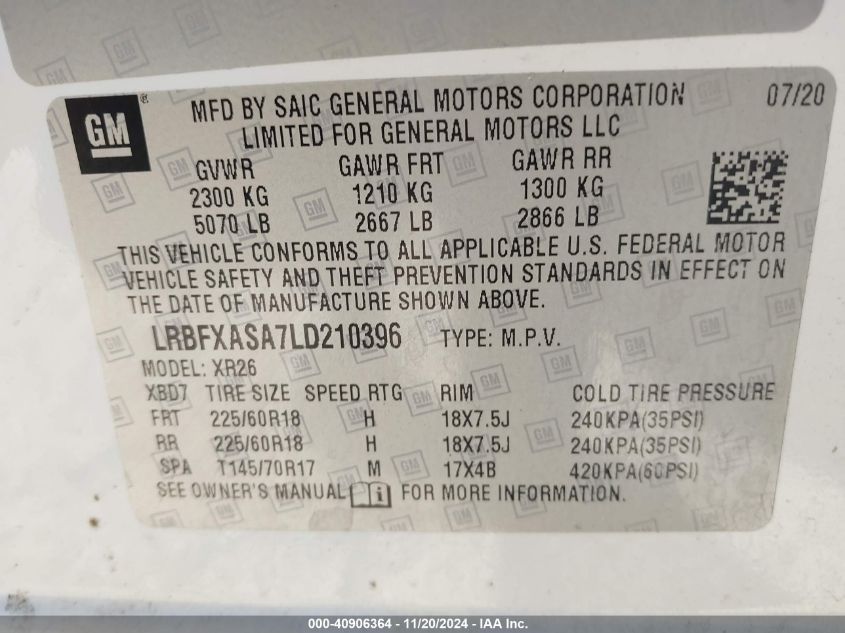 GM ® MFD BY SAIC GENERAL MOTORS CORPORATION 07/20
LIMITED FOR GENERAL MOTORS LLC
GVWR GAWR FRT GAWR RR
2300 KG 1210 KG 1300 KG
5070 LB 2667 LB 2866 LB
THIS VEHICLE CONFORMS TO ALL APPLICABLE U.S. FEDERAL MOTOR
VEHICLE SAFETY AND THEFT PREVENTION STANDARDS IN EFFECT ON
THE DATE OF MANUFACTURE SHOWN ABOVE.
LRBFXASA7LD210396 TYPE: M.P.V.
MODEL: XR26
XBD7 TIRE SIZE SPEED RTG RIM COLD TIRE PRESSURE
FRT 225/60R18 H 18X7.5J 240KPA(35PSI)
RR 225/60R18 H 18X7.5J 240KPA(35PSI)
SPA T145/70R17 M 17X4B 420KPA(60PSI)
SEE OWNER'S MANUAL i FOR MORE INFORMATION.
000-40906364 | 11/20/2024 - IAA Inc.